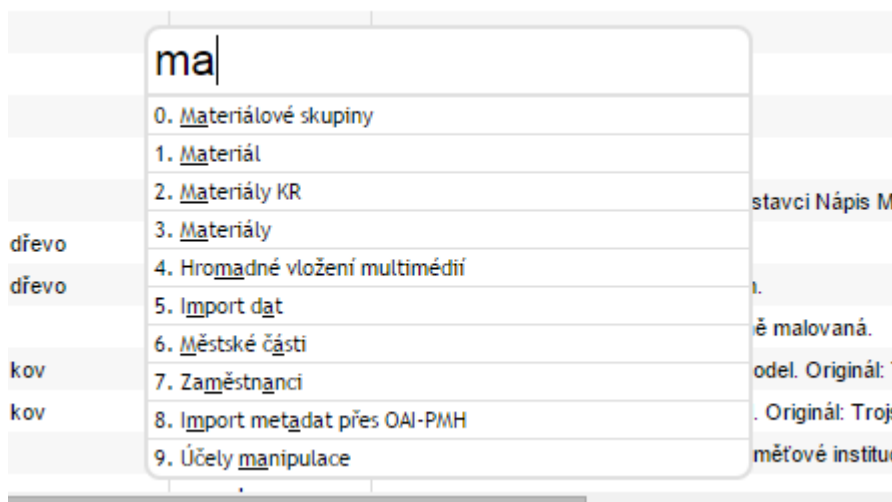 ma
0. Materiálové skupiny
1. Materiál
2. Materiály KR
stavci Nápis M
3. Materiály
dřevo
4. Hromadné vložení multimédií
dřevo
5. Import dat
ě malovaná.
6. Městské části
kov
odel. Originál:
7. Zaměstnanci
kov
. Originál: Trojs
8. Import metadat přes OAI-PMH
měťové institu
9. Účely manipulace